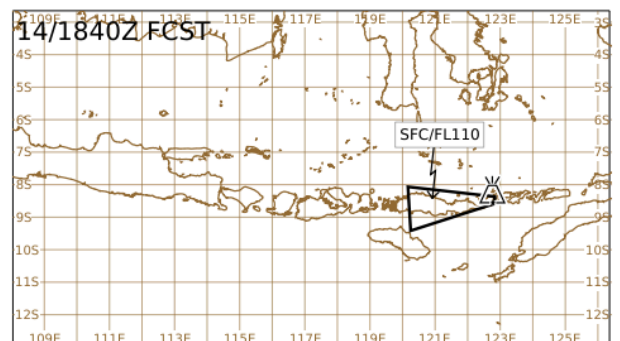 109E 111E 113E 115E 117E 119E 121E 123E 125E
14/1840Z FCST
3S
4S 4S
5S 5S
6S 6S
SFC/FL110
7S 7S
8S 8S
9S 9S
10S 10S
11S 11S
12S 12S
109E 111E 113E 115E 117E 119E 121E 123E 125E